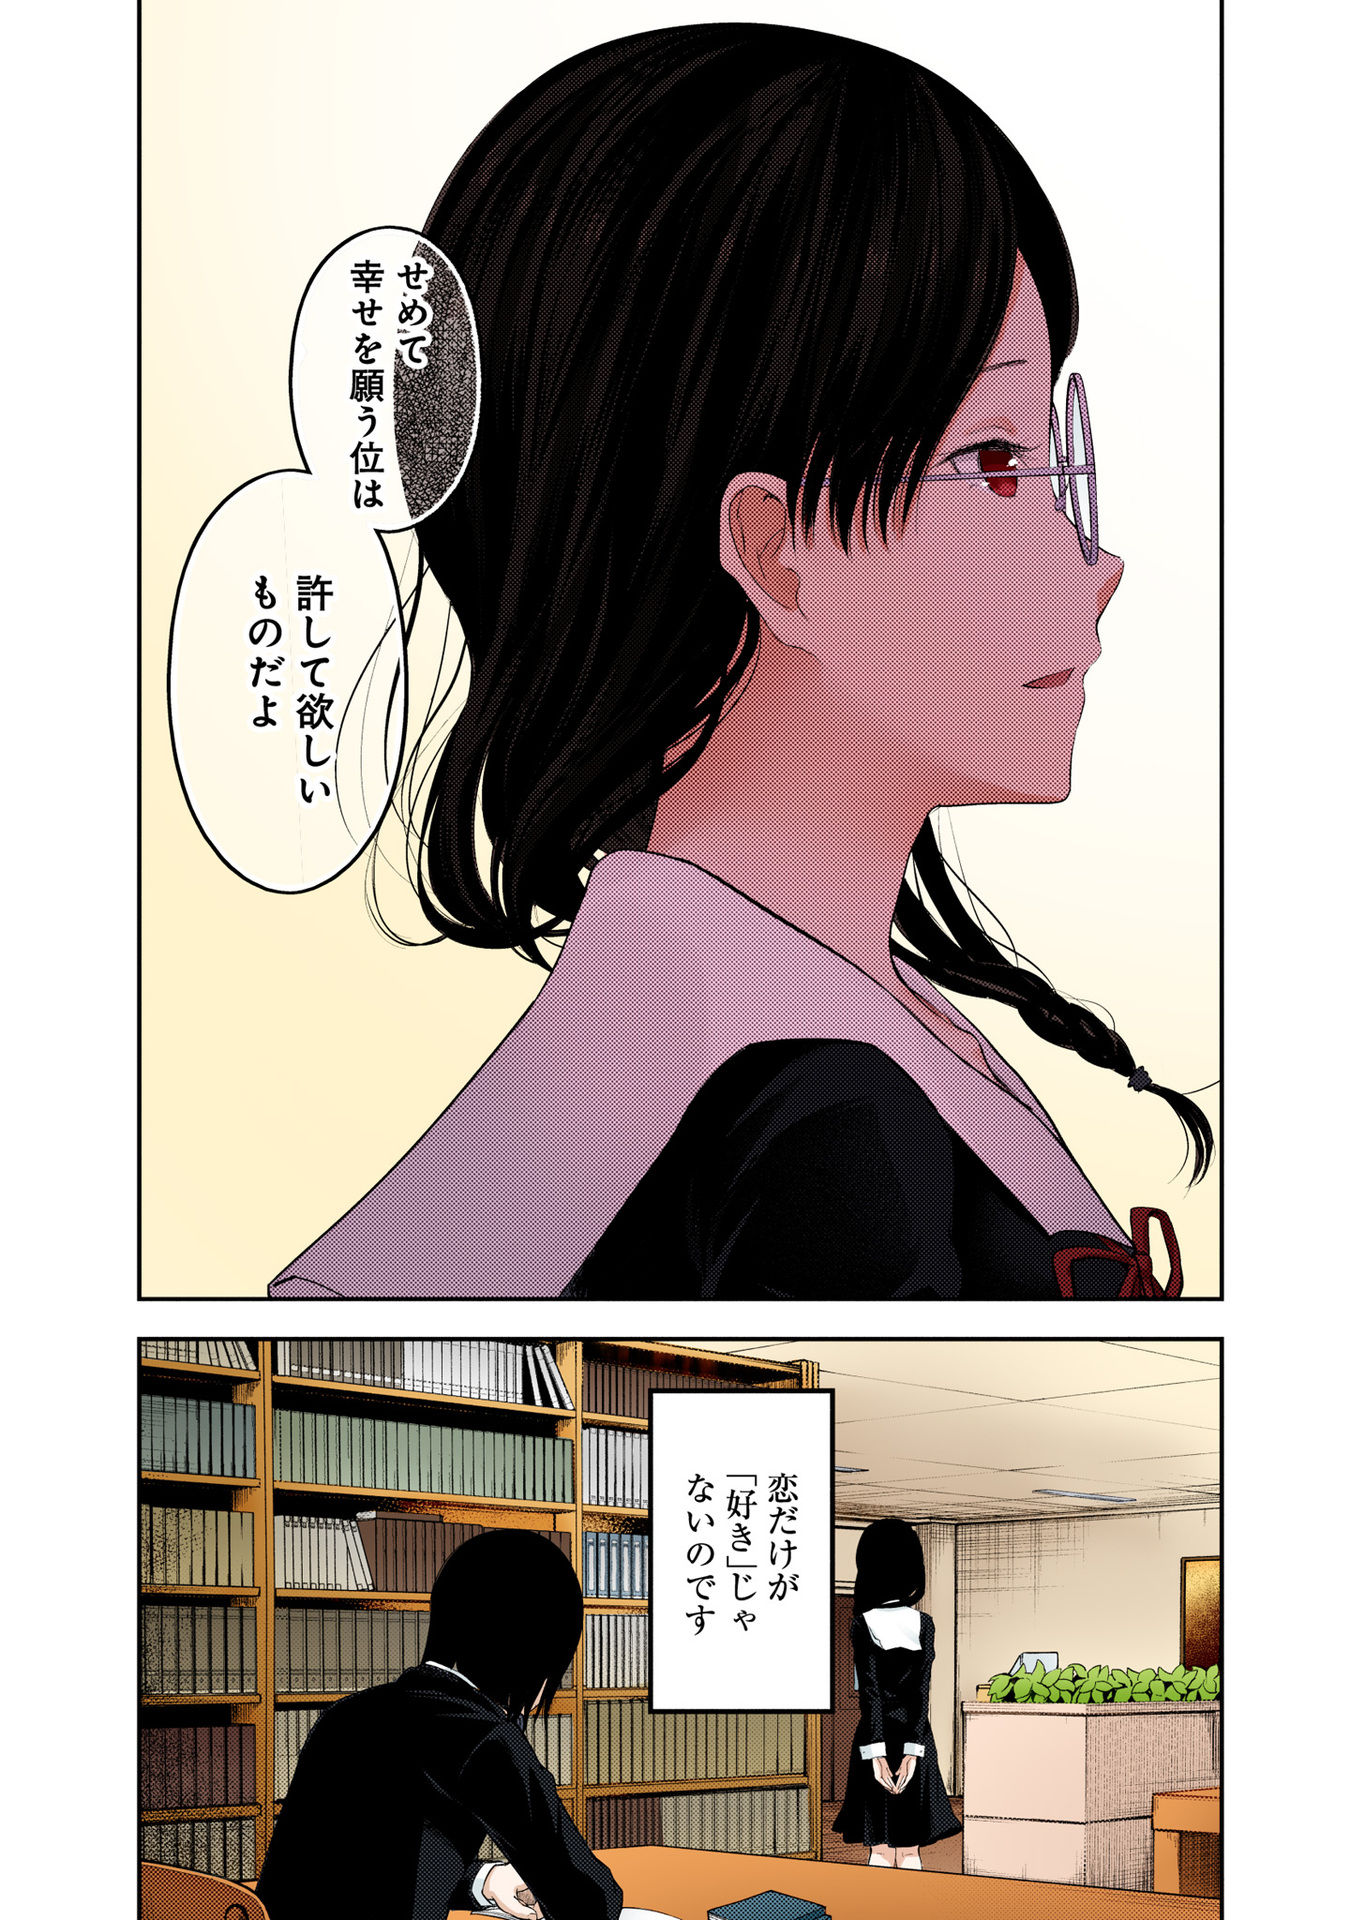 せめて
幸せを願う位は
許して欲しい
ものだよ
恋だけが
「好き」じゃ
ないのです